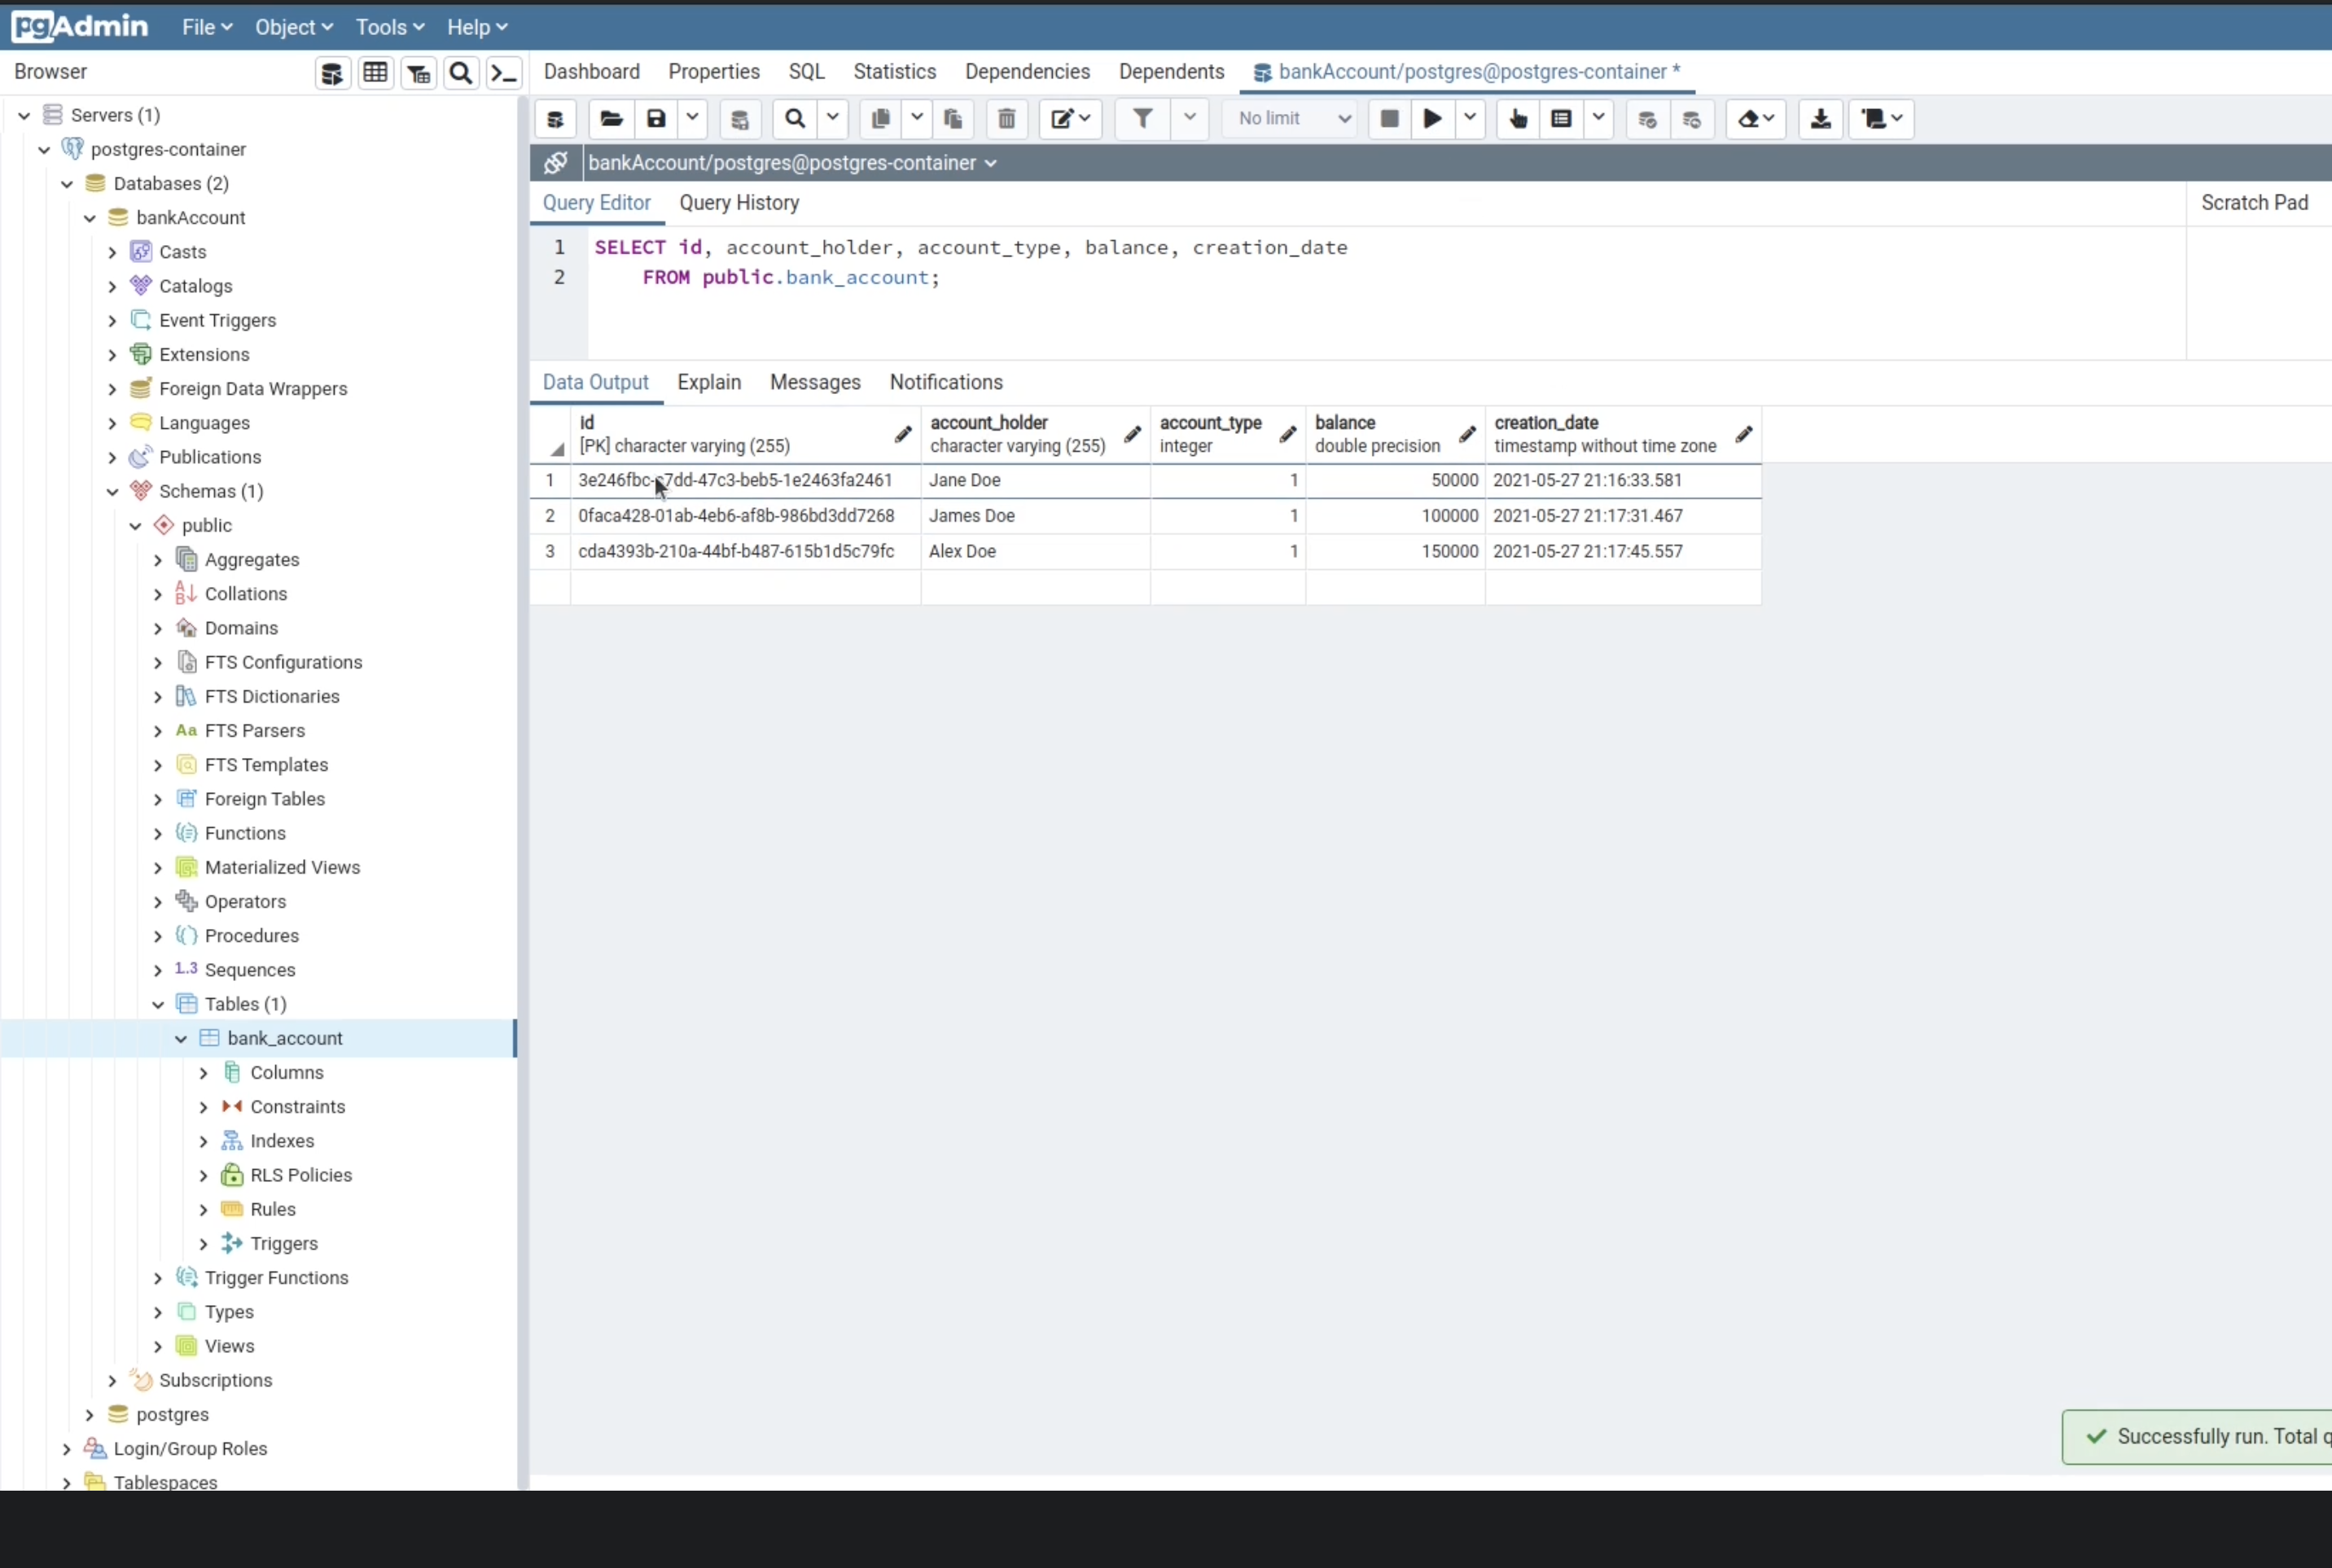 pgAdmin File Object Tools Help
Browser
Dashboard Properties SQL Statistics Dependencies Dependents bankAccount/postgres@postgres-container *
Servers (1)
postgres-container
Databases (2)
bankAccount
Casts
Catalogs
Event Triggers
Extensions
Foreign Data Wrappers
Languages
Publications
Schemas (1)
public
Aggregates
Collations
Domains
FTS Configurations
FTS Dictionaries
Aa FTS Parsers
FTS Templates
Foreign Tables
Functions
Materialized Views
Operators
Procedures
1.3 Sequences
Tables (1)
bank_account
Columns
Constraints
Indexes
RLS Policies
Rules
Triggers
Trigger Functions
Types
Views
Subscriptions
postgres
Login/Group Roles
Tablespaces
No limit
bankAccount/postgres@postgres-container
Query Editor Query History
Scratch Pad
1 SELECT id, account_holder, account_type, balance, creation_date
2 FROM public.bank_account;
Data Output Explain Messages Notifications
id account_holder account_type balance creation_date
[PK] character varying (255) character varying (255) integer double precision timestamp without time zone
1 Jane Doe 1 50000 2021-05-27 21:16:33.581
2 0faca428-01ab-4eb6-af8b-986bd3dd7268 James Doe 1 100000 2021-05-27 21:17:31.467
3 cda4393b-210a-44bf-b487-615b1d5c79fc Alex Doe 1 150000 2021-05-27 21:17:45.557
Successfully run. Total